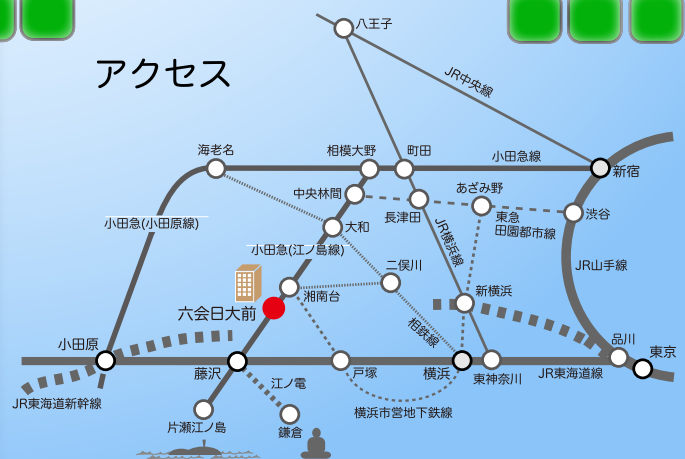 八王子
アクセス
JR中央線
海老名
相模大野
町田
小田急線
新宿
中央林間
あざみ野
長津田
東急
田園都市線
渋谷
小田急(小田原線)
大和
小田急(江ノ島線)
JR横浜線
二俣川
JR山手線
湘南台
新横浜
六会日大前
相鉄線
小田原
品川
東京
藤沢
戸塚
横浜
東神奈川
JR東海道線
江ノ電
JR東海道新幹線
横浜市営地下鉄線
片瀬江ノ島
鎌倉